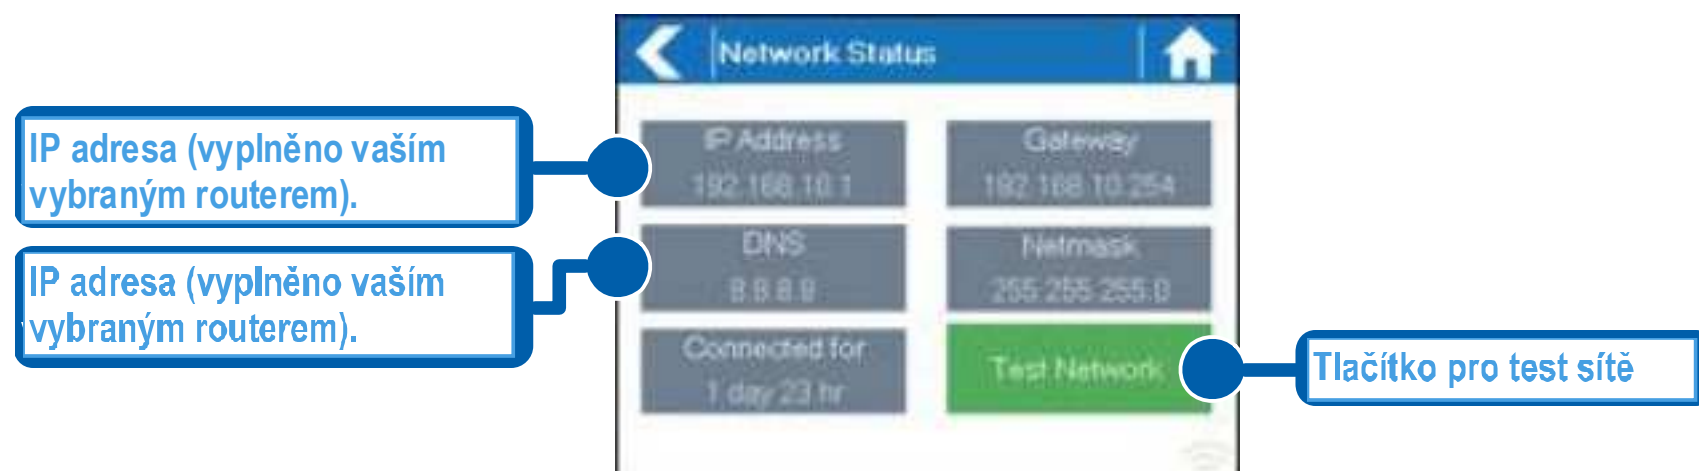 Network Status
IP adresa (vyplněno vaším
vybraným routerem).
IP Address
192.168.10.1
Gateway
192.168.10.254
IP adresa (vyplněno vaším
vybraným routerem).
DNS
8.8.8.8
Netmask
255.255.255.0
Connected for
1 day 23 hr
Test Network
Tlačítko pro test sítě